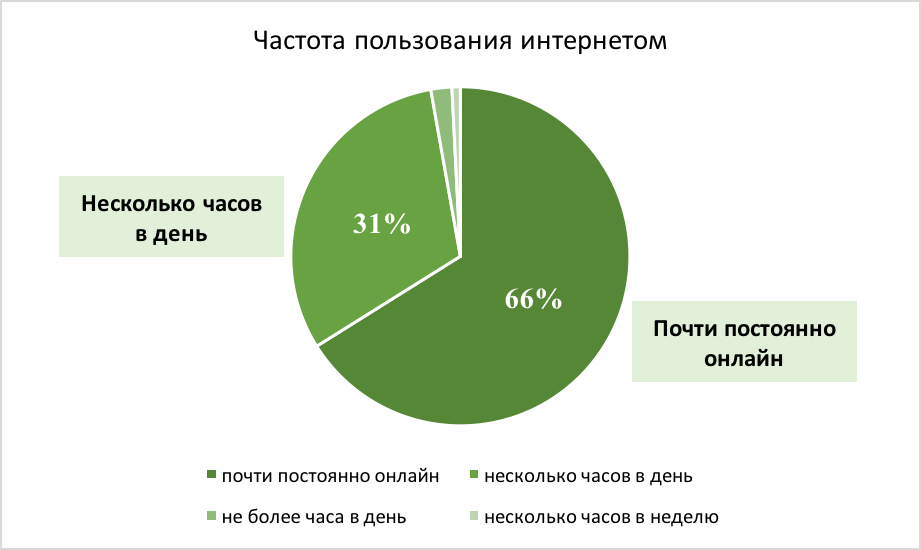 Частота пользования интернетом
Несколько часов
в день
31%
66%
Почти постоянно
онлайн
почти постоянно онлайн
несколько часов в день
не более часа в день
несколько часов в неделю